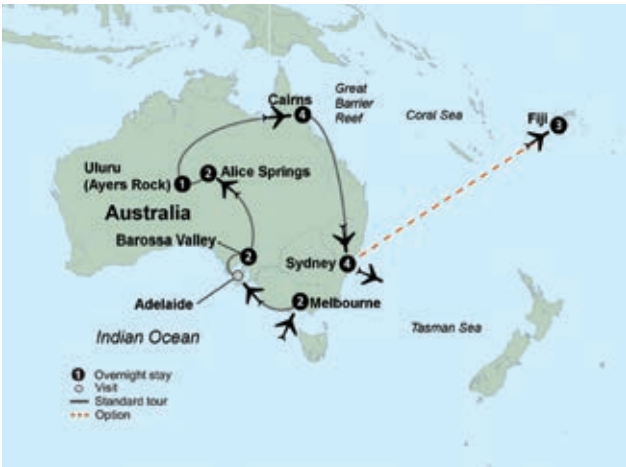 Great
Barrier
Reef
Cairns
4
Coral Sea
Fiji
3
Uluru
(Ayers Rock)
1
2
Alice Springs
Australia
Barossa Valley
2
Sydney
4
Adelaide
2
Melbourne
Indian Ocean
Tasman Sea
1 Overnight stay
Visit
Standard tour
Option